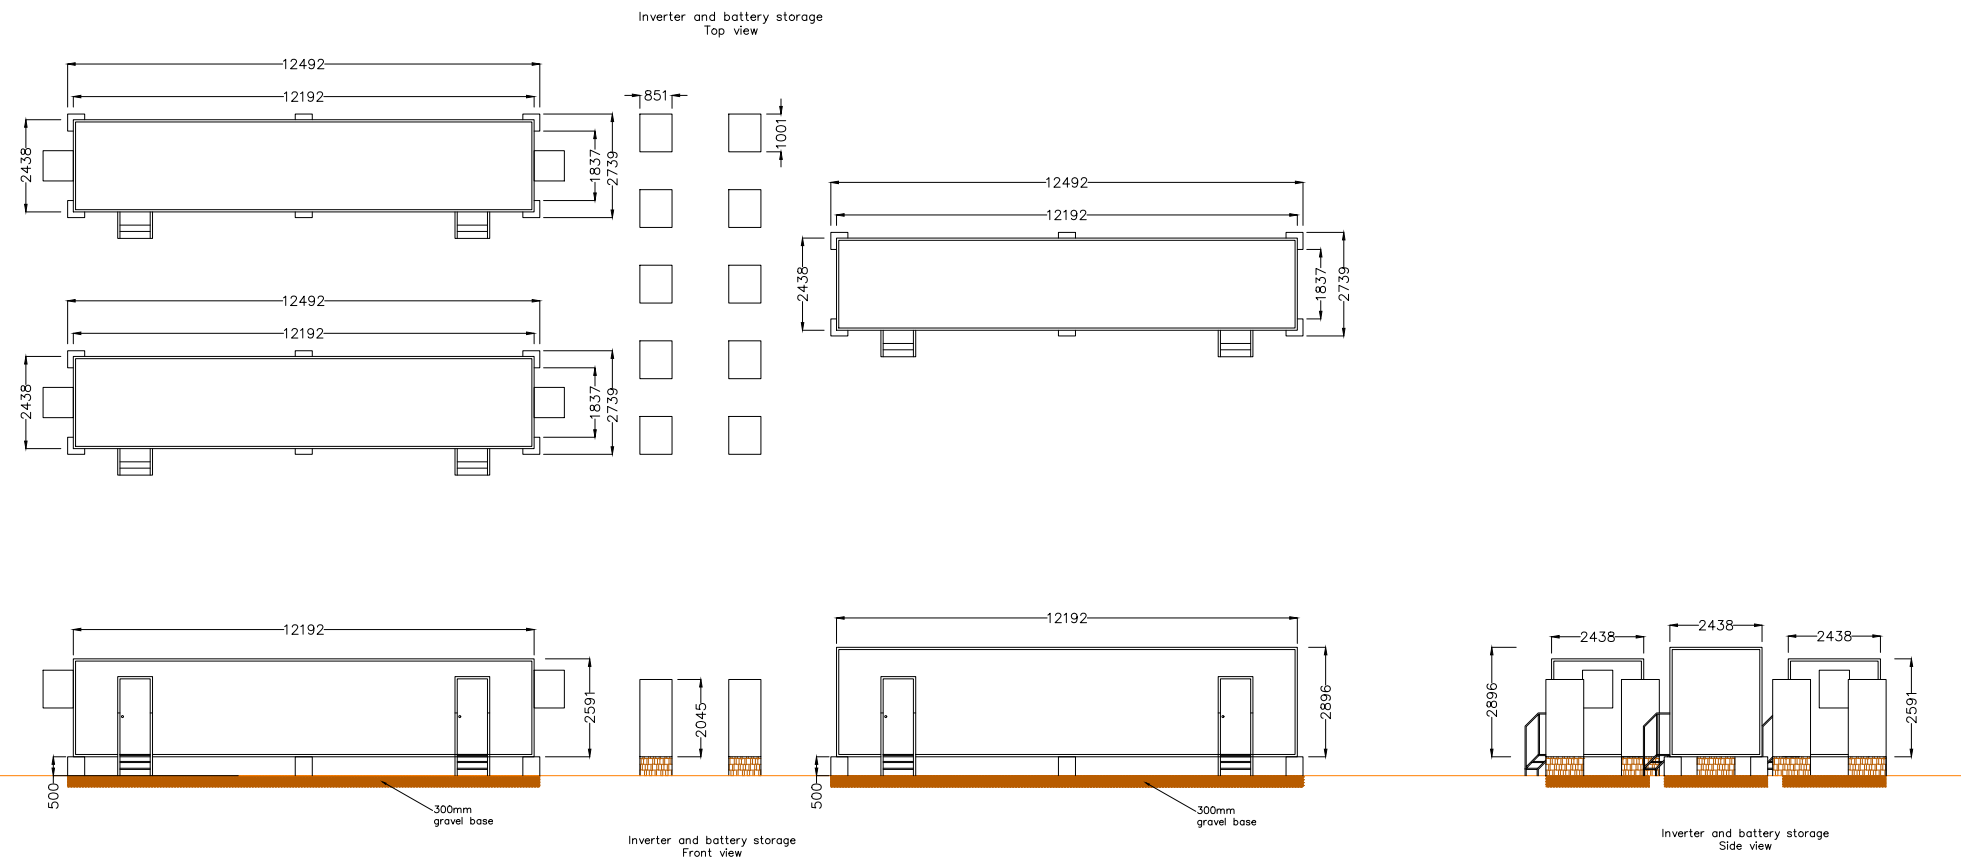 Inverter and battery storage
Top view
12492
12192
2438
1837
2739
851
1001
12492
12192
2438
1837
2739
12492
12192
2438
1837
2739
12192
2591
500
300mm
gravel base
2045
12192
2896
500
300mm
gravel base
Inverter and battery storage
Front view
2438
2438
2438
2896
2591
Inverter and battery storage
Side view